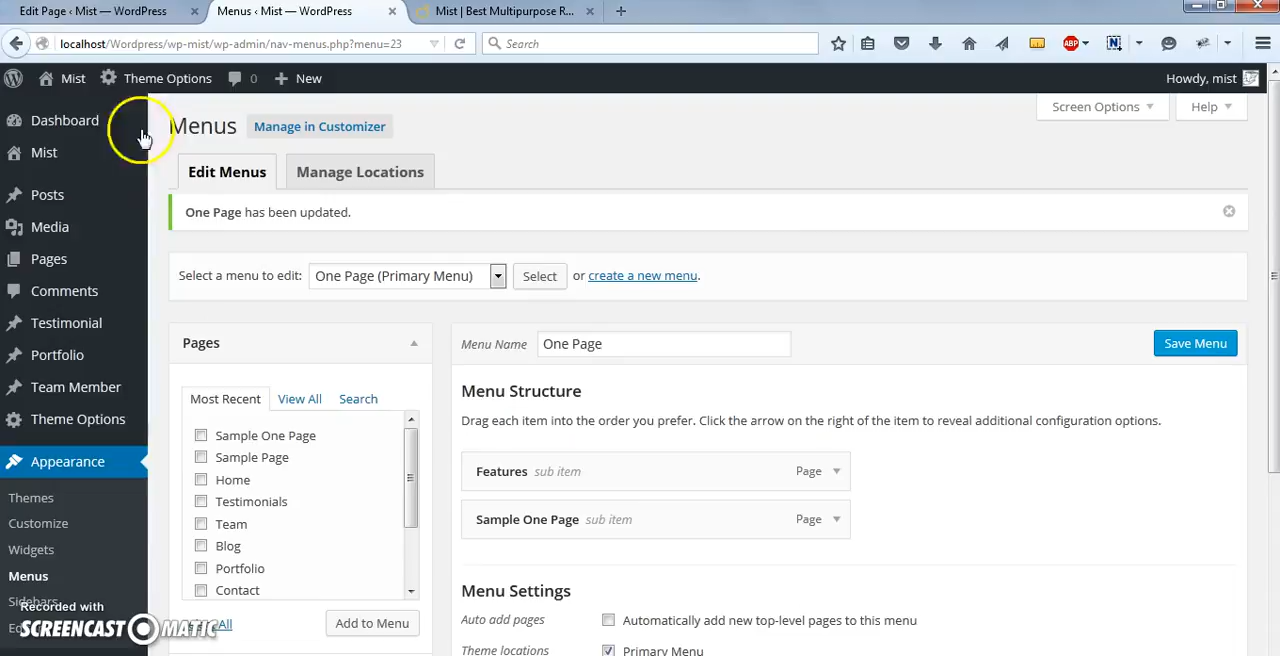 Edit Page ‹ Mist — WordPress
Menus ‹ Mist — WordPress
Mist | Best Multipurpose R...
localhost/Wordpress/wp-mist/wp-admin/nav-menus.php?menu=23
Search
ABP
N
Mist
Theme Options
0
New
Howdy, mist
Dashboard
Mist
Posts
Media
Pages
Comments
Testimonial
Portfolio
Team Member
Theme Options
Appearance
Themes
Customize
Widgets
Menus
Sidebars
Recorded with
SCREENCAST-O-MATIC
Screen Options
Help
Menus
Manage in Customizer
Edit Menus
Manage Locations
One Page has been updated.
Select a menu to edit:
One Page (Primary Menu)
Select
or create a new menu.
Pages
Most Recent
View All
Search
Sample One Page
Sample Page
Home
Testimonials
Team
Blog
Portfolio
Contact
All
Add to Menu
Menu Name
One Page
Save Menu
Menu Structure
Drag each item into the order you prefer. Click the arrow on the right of the item to reveal additional configuration options.
Features sub item
Page
Sample One Page sub item
Page
Menu Settings
Auto add pages
Automatically add new top-level pages to this menu
Theme locations
Primary Menu